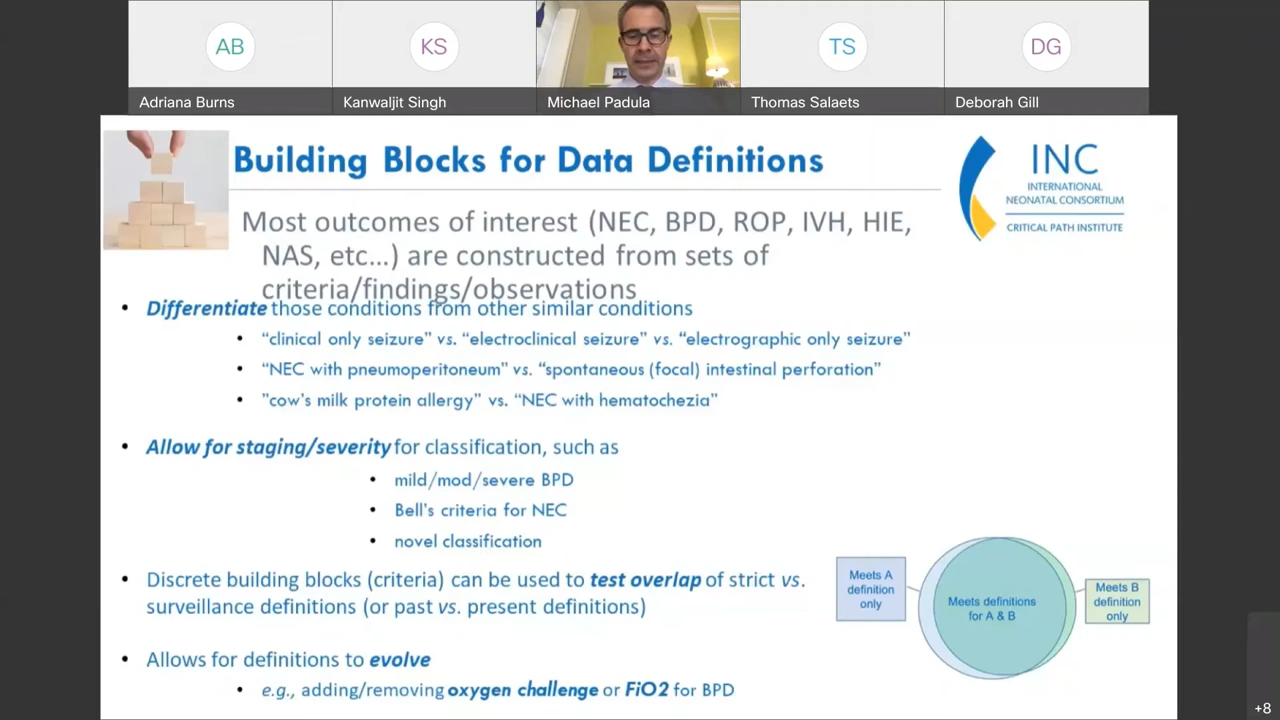 AB
KS
TS
DG
Adriana Burns
Kanwaljit Singh
Michael Padula
Thomas Salaets
Deborah Gill
Building Blocks for Data Definitions
INC
INTERNATIONAL
NEONATAL CONSORTIUM
CRITICAL PATH INSTITUTE
Most outcomes of interest (NEC, BPD, ROP, IVH, HIE,
NAS, etc…) are constructed from sets of
criteria/findings/observations
• Differentiate those conditions from other similar conditions
• “clinical only seizure” vs. “electroclinical seizure” vs. “electrographic only seizure”
• “NEC with pneumoperitoneum” vs. “spontaneous (focal) intestinal perforation”
• ”cow’s milk protein allergy” vs. “NEC with hematochezia”
• Allow for staging/severity for classification, such as
• mild/mod/severe BPD
• Bell’s criteria for NEC
• novel classification
• Discrete building blocks (criteria) can be used to test overlap of strict vs.
surveillance definitions (or past vs. present definitions)
• Allows for definitions to evolve
• e.g., adding/removing oxygen challenge or FiO2 for BPD
Meets A
definition
only
Meets definitions
for A & B
Meets B
definition
only
+8